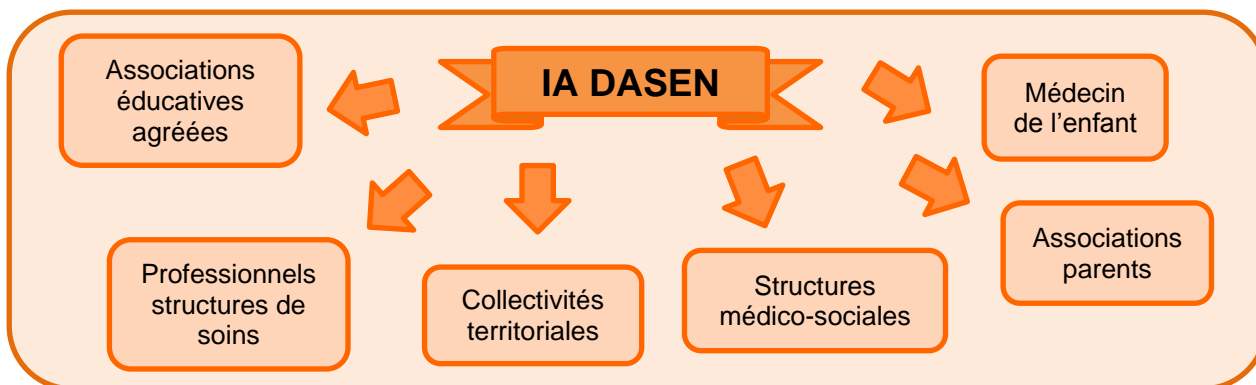 IA DASEN
Associations
éducatives
agréées
Médecin
de l’enfant
Professionnels
structures de
soins
Collectivités
territoriales
Structures
médico-sociales
Associations
parents